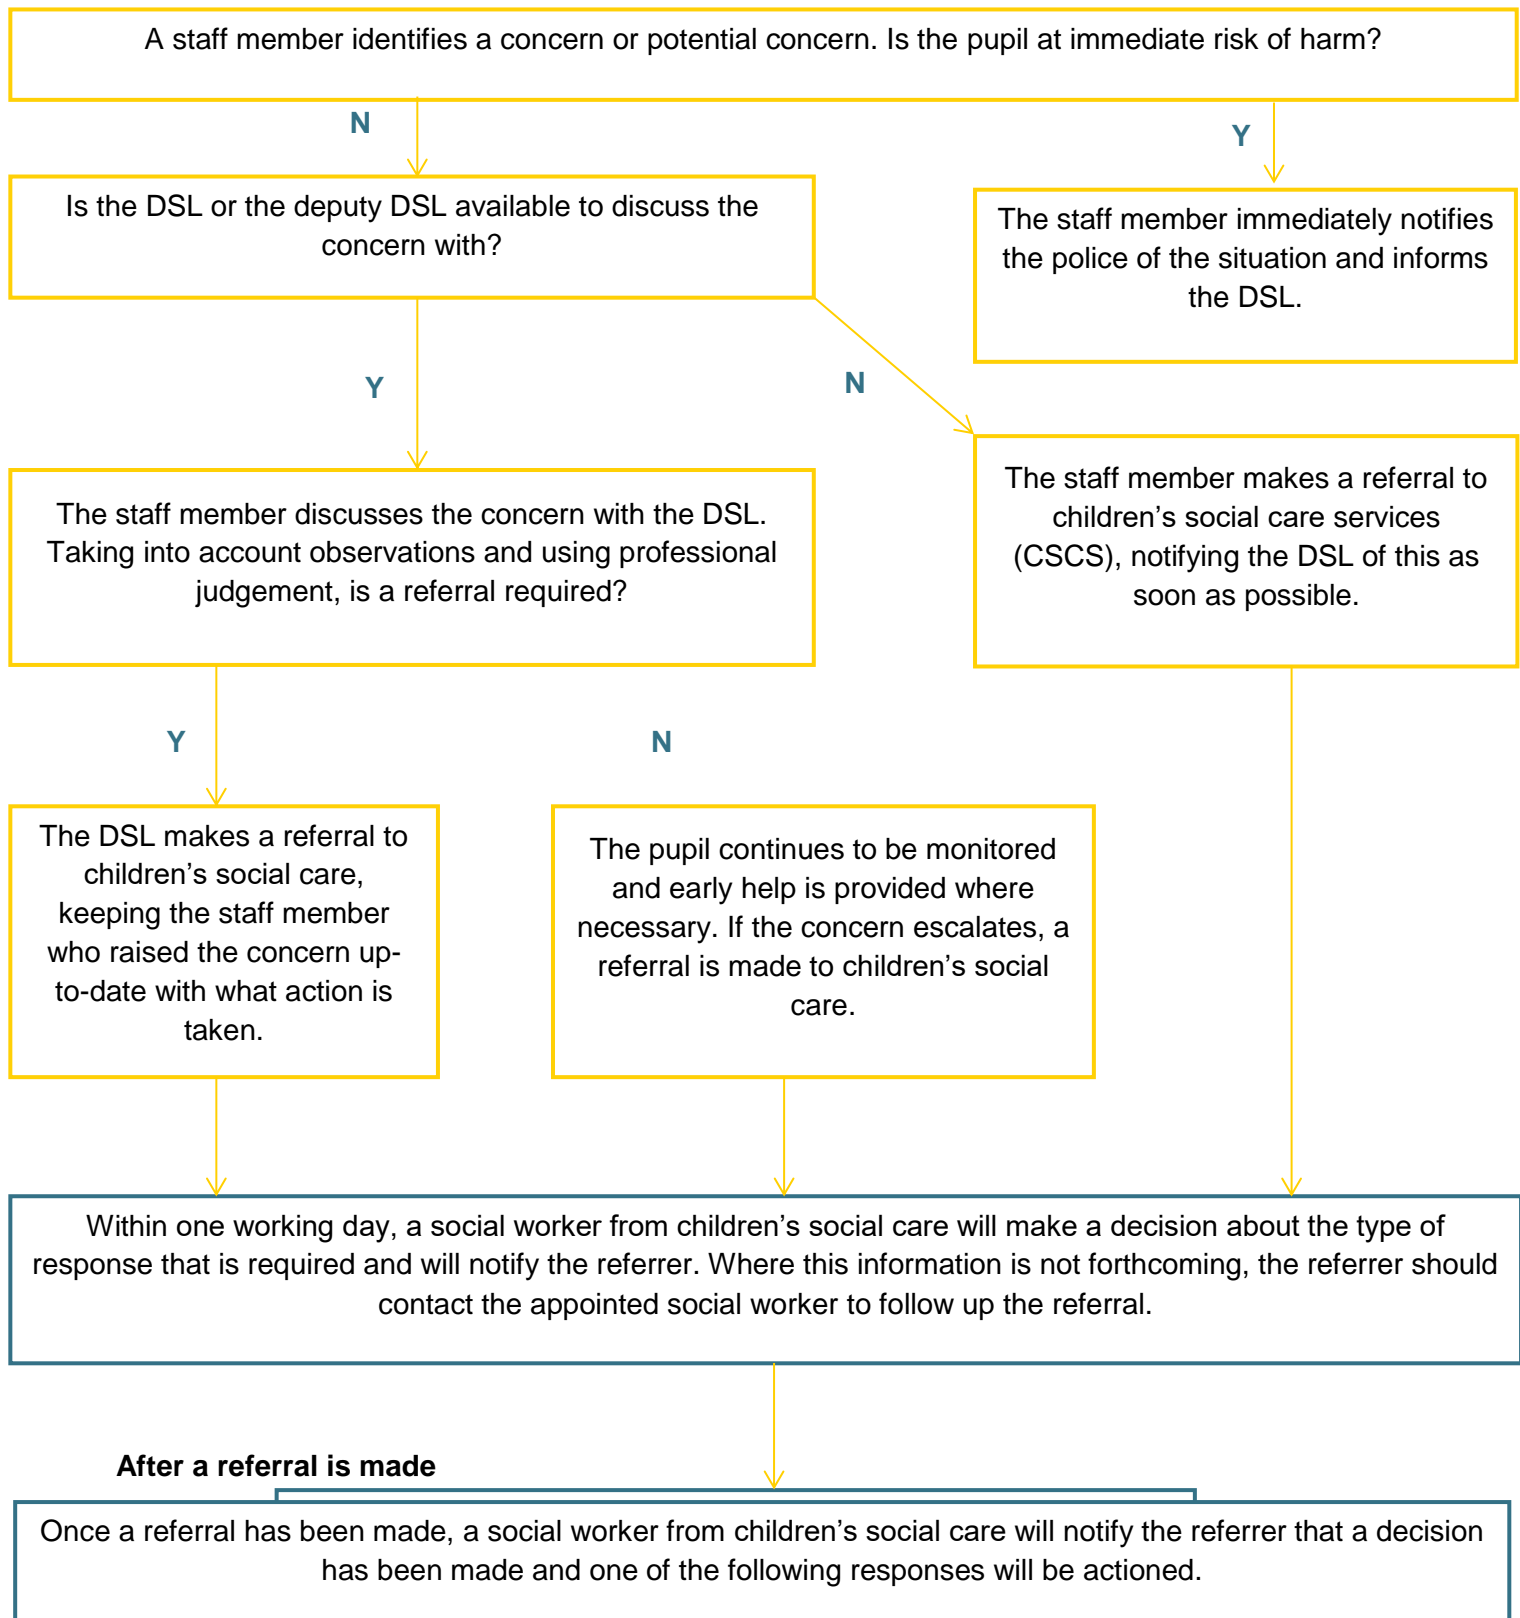 A staff member identifies a concern or potential concern. Is the pupil at immediate risk of harm?
N
Y
Is the DSL or the deputy DSL available to discuss the
concern with?
The staff member immediately notifies
the police of the situation and informs
the DSL.
Y
N
The staff member discusses the concern with the DSL.
Taking into account observations and using professional
judgement, is a referral required?
The staff member makes a referral to
children’s social care services
(CSCS), notifying the DSL of this as
soon as possible.
Y
N
The DSL makes a referral to
children’s social care,
keeping the staff member
who raised the concern up-
to-date with what action is
taken.
The pupil continues to be monitored
and early help is provided where
necessary. If the concern escalates, a
referral is made to children’s social
care.
Within one working day, a social worker from children’s social care will make a decision about the type of
response that is required and will notify the referrer. Where this information is not forthcoming, the referrer should
contact the appointed social worker to follow up the referral.
After a referral is made
Once a referral has been made, a social worker from children’s social care will notify the referrer that a decision
has been made and one of the following responses will be actioned.